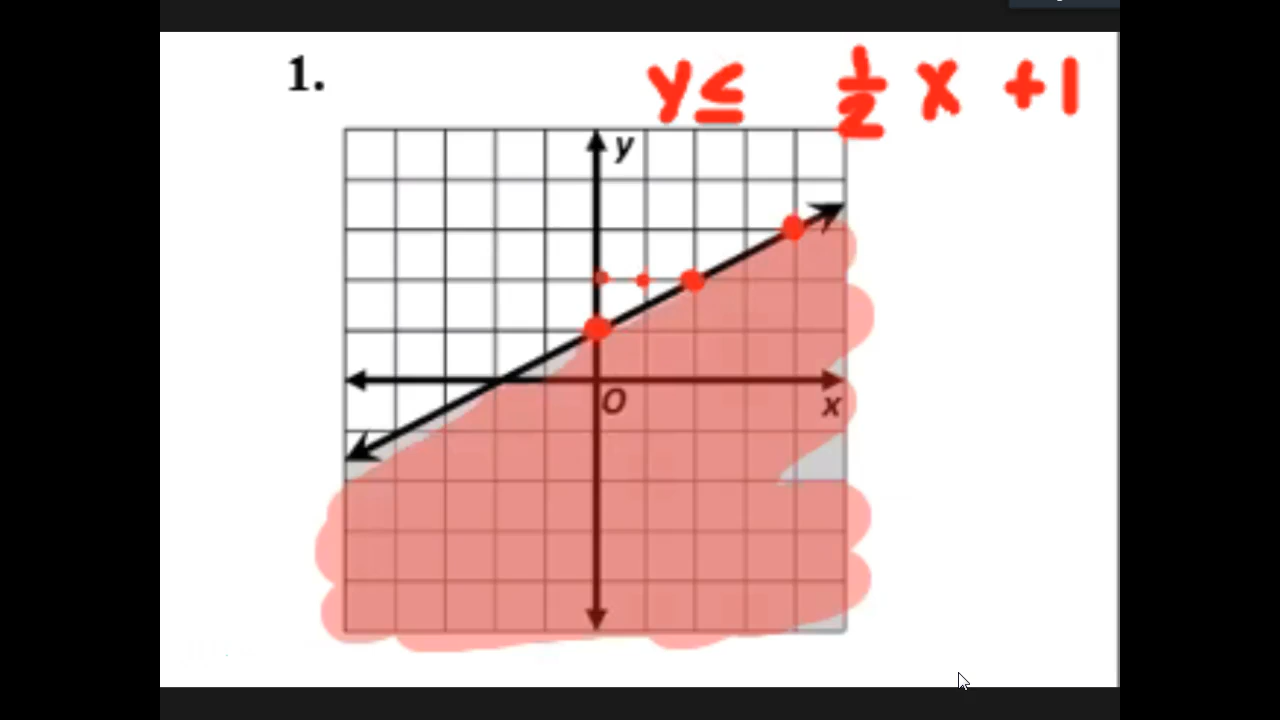 1.
y ≤ 1/2 x + 1
y
O
x